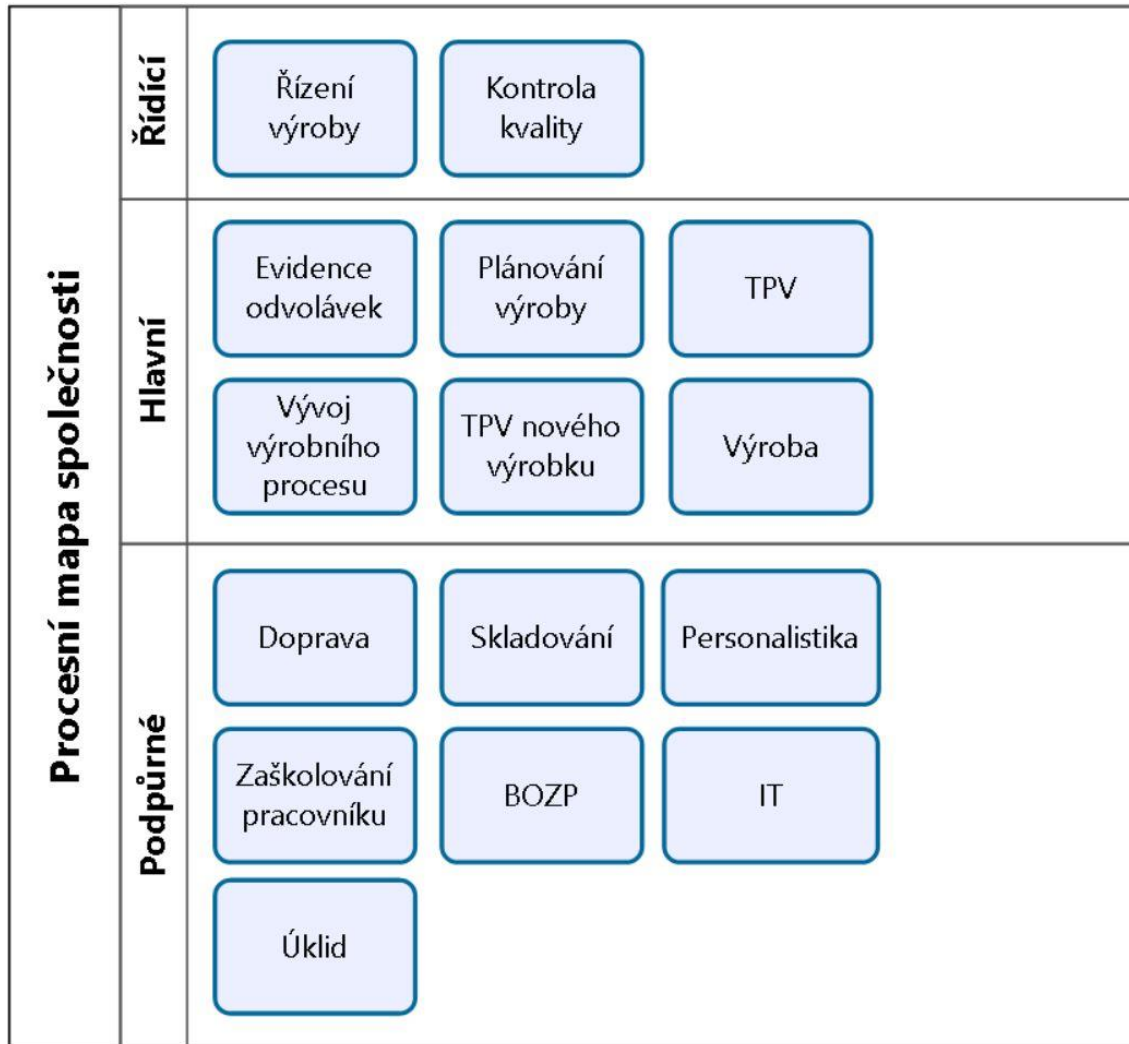 Procesní mapa společnosti
Řídící
Řízení
výroby
Kontrola
kvality
Hlavní
Evidence
odvolávek
Plánování
výroby
TPV
Vývoj
výrobního
procesu
TPV nového
výrobku
Výroba
Podpůrné
Doprava
Skladování
Personalistika
Zaškolování
pracovníku
BOZP
IT
Úklid